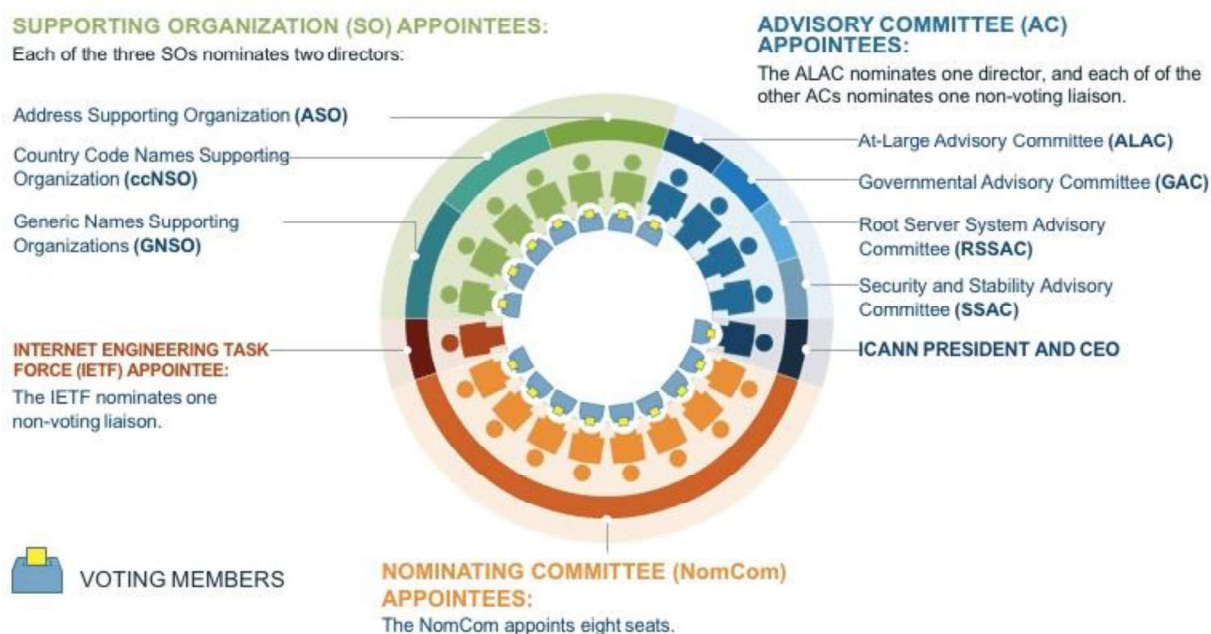 SUPPORTING ORGANIZATION (SO) APPOINTEES:
Each of the three SOs nominates two directors:
Address Supporting Organization (ASO)
Country Code Names Supporting
Organization (ccNSO)
Generic Names Supporting
Organizations (GNSO)
INTERNET ENGINEERING TASK
FORCE (IETF) APPOINTEE:
The IETF nominates one
non-voting liaison.
VOTING MEMBERS
ADVISORY COMMITTEE (AC)
APPOINTEES:
The ALAC nominates one director, and each of of the
other ACs nominates one non-voting liaison.
At-Large Advisory Committee (ALAC)
Governmental Advisory Committee (GAC)
Root Server System Advisory
Committee (RSSAC)
Security and Stability Advisory
Committee (SSAC)
ICANN PRESIDENT AND CEO
NOMINATING COMMITTEE (NomCom)
APPOINTEES:
The NomCom appoints eight seats.